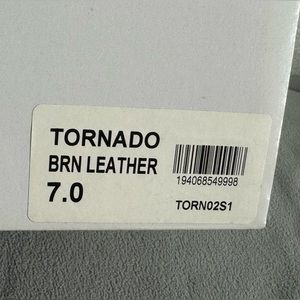 TORNADO
BRN LEATHER
7.0
194068549998
TORN02S1